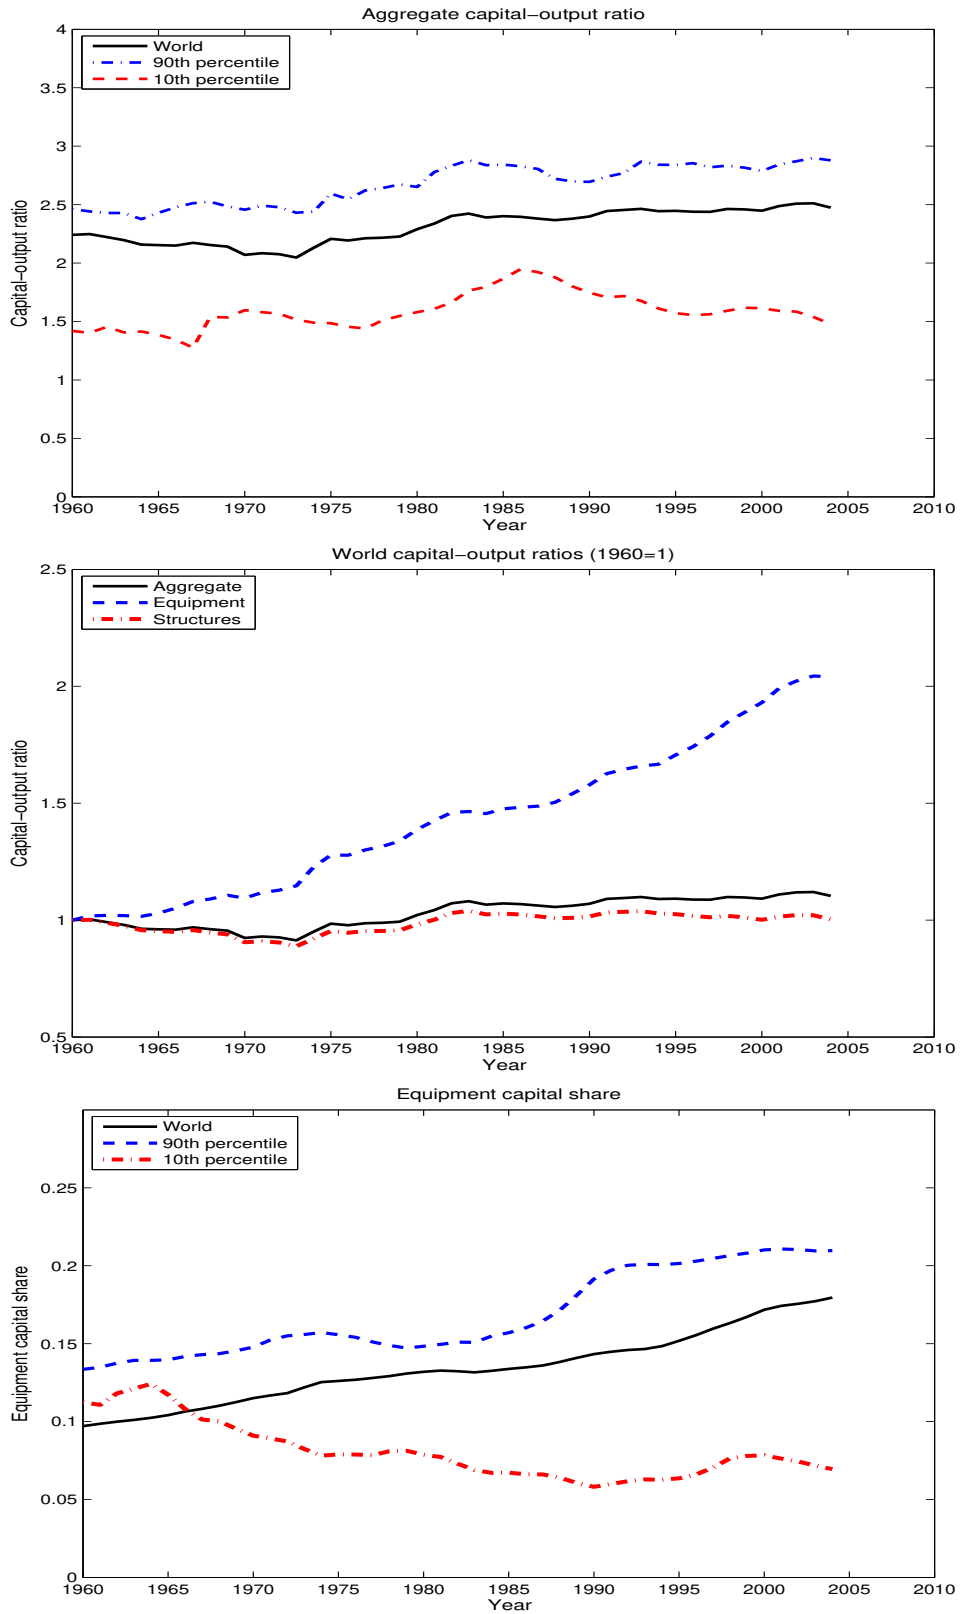 Aggregate capital−output ratio
4
World
90th percentile
10th percentile
3.5
3
2.5
2
1.5
1
0.5
0
Capital−output ratio
1960 1965 1970 1975 1980 1985 1990 1995 2000 2005 2010
Year
World capital−output ratios (1960=1)
2.5
Aggregate
Equipment
Structures
2
1.5
1
0.5
Capital−output ratio
1960 1965 1970 1975 1980 1985 1990 1995 2000 2005 2010
Year
Equipment capital share
World
90th percentile
10th percentile
0.25
0.2
0.15
0.1
0.05
0
Equipment capital share
1960 1965 1970 1975 1980 1985 1990 1995 2000 2005 2010
Year